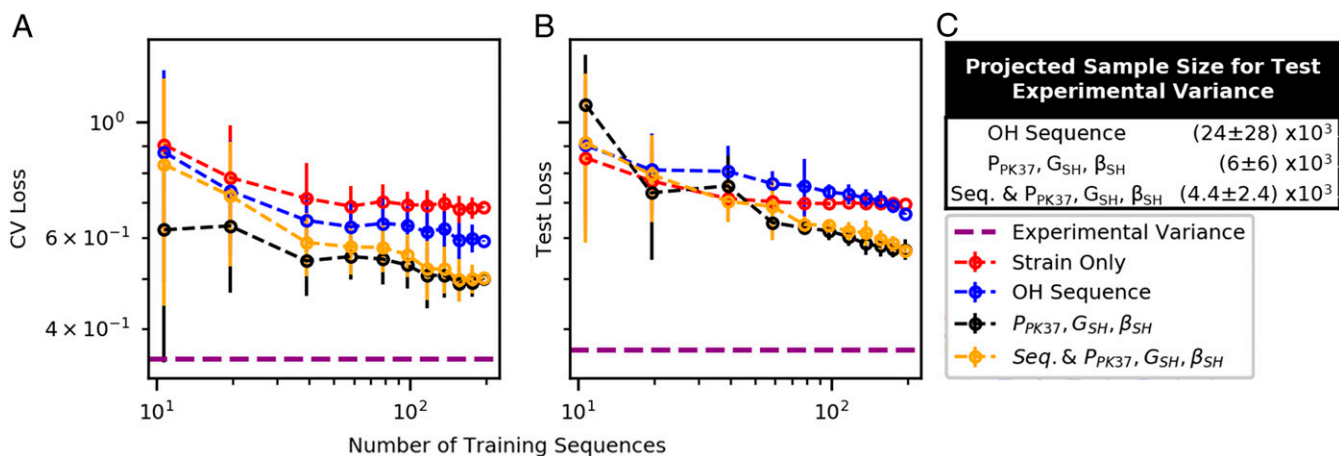 A
B
C
CV Loss
10⁰
6 × 10⁻¹
4 × 10⁻¹
10¹
10²
Test Loss
10¹
10²
Number of Training Sequences
Projected Sample Size for Test
Experimental Variance
OH Sequence (24±28) x10³
P_PK37, G_SH, β_SH (6±6) x10³
Seq. & P_PK37, G_SH, β_SH (4.4±2.4) x10³
Experimental Variance
Strain Only
OH Sequence
P_PK37, G_SH, β_SH
Seq. & P_PK37, G_SH, β_SH